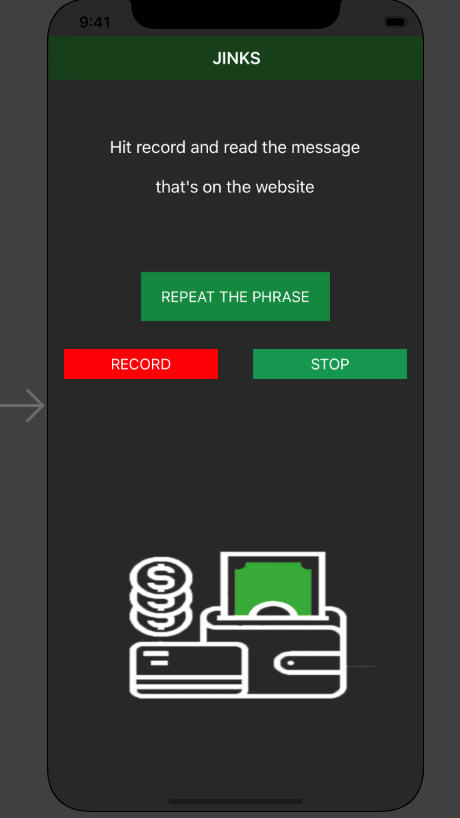 9:41
JINKS
Hit record and read the message
that's on the website
REPEAT THE PHRASE
RECORD
STOP
$